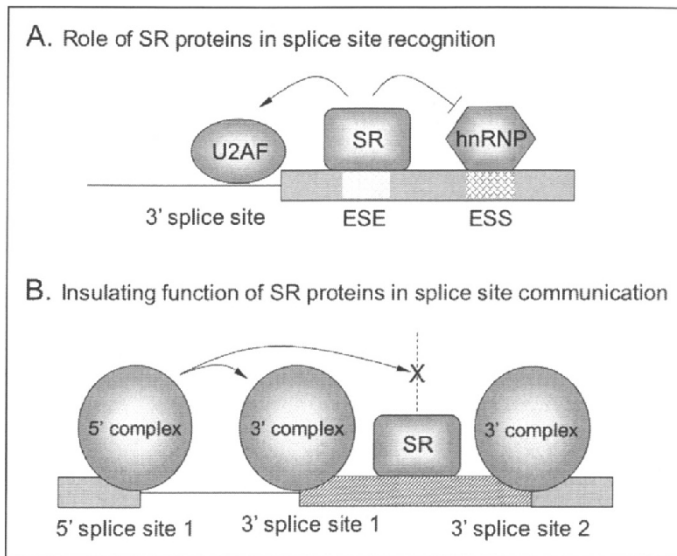 A. Role of SR proteins in splice site recognition
U2AF SR hnRNP
3' splice site ESE ESS
B. Insulating function of SR proteins in splice site communication
X
5' complex 3' complex SR 3' complex
5' splice site 1 3' splice site 1 3' splice site 2